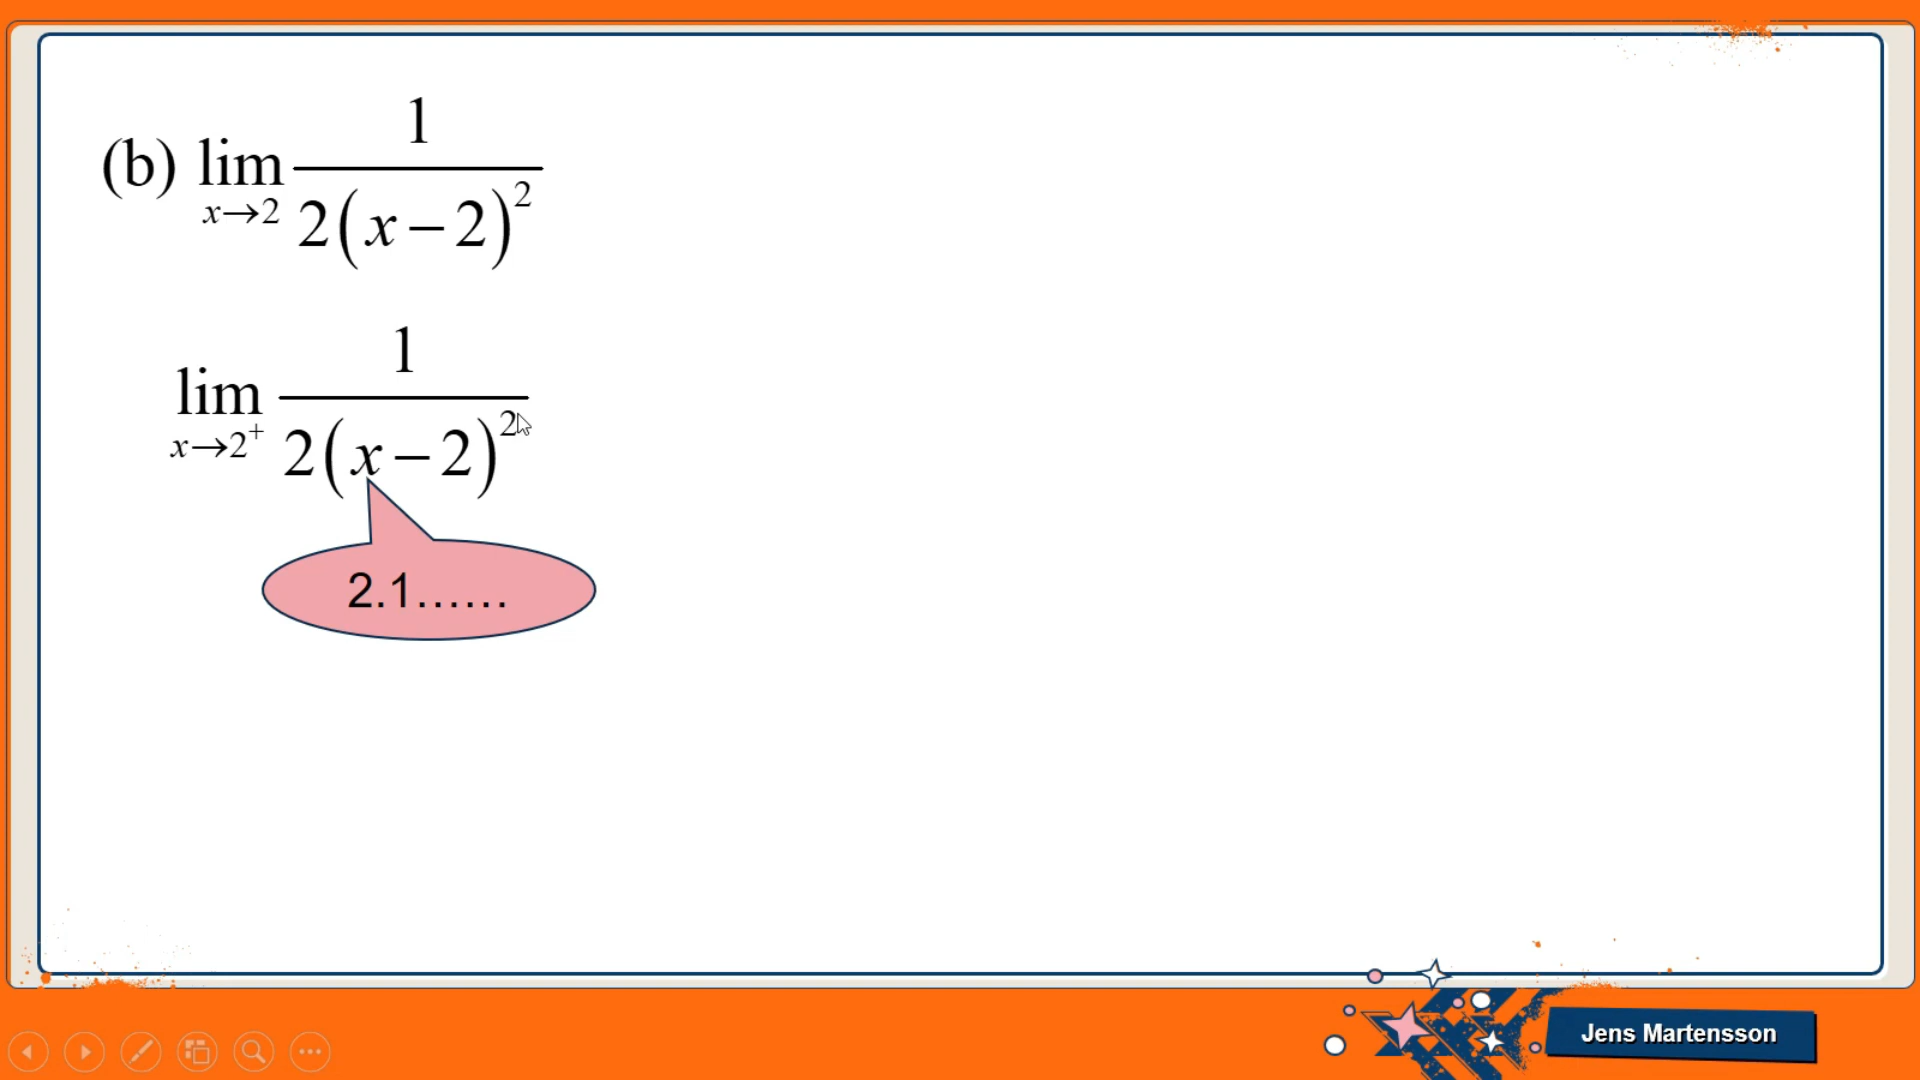 (b) lim x→2 1 / 2(x−2)²
lim x→2⁺ 1 / 2(x−2)²
2.1......
Jens Martensson